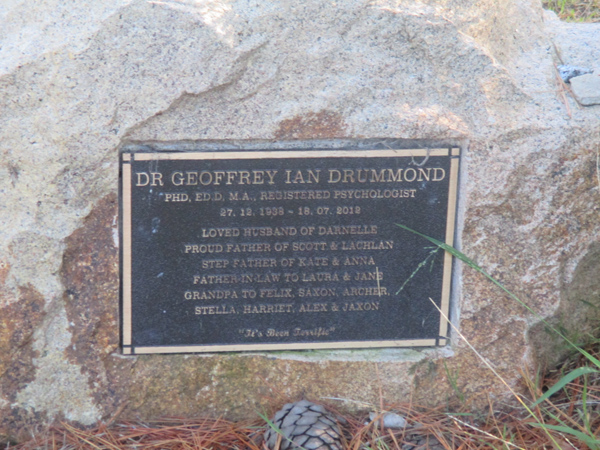 DR GEOFFREY IAN DRUMMOND
PHD, ED.D, M.A., REGISTERED PSYCHOLOGIST
27. 12. 1938 - 18. 07. 2012
LOVED HUSBAND OF DARNELLE
PROUD FATHER OF SCOTT & LACHLAN
STEP FATHER OF KATE & ANNA
FATHER-IN-LAW TO LAURA & JANE
GRANDPA TO FELIX, SAXON, ARCHER,
STELLA, HARRIET, ALEX & JAXON
"It's Been Terrific"